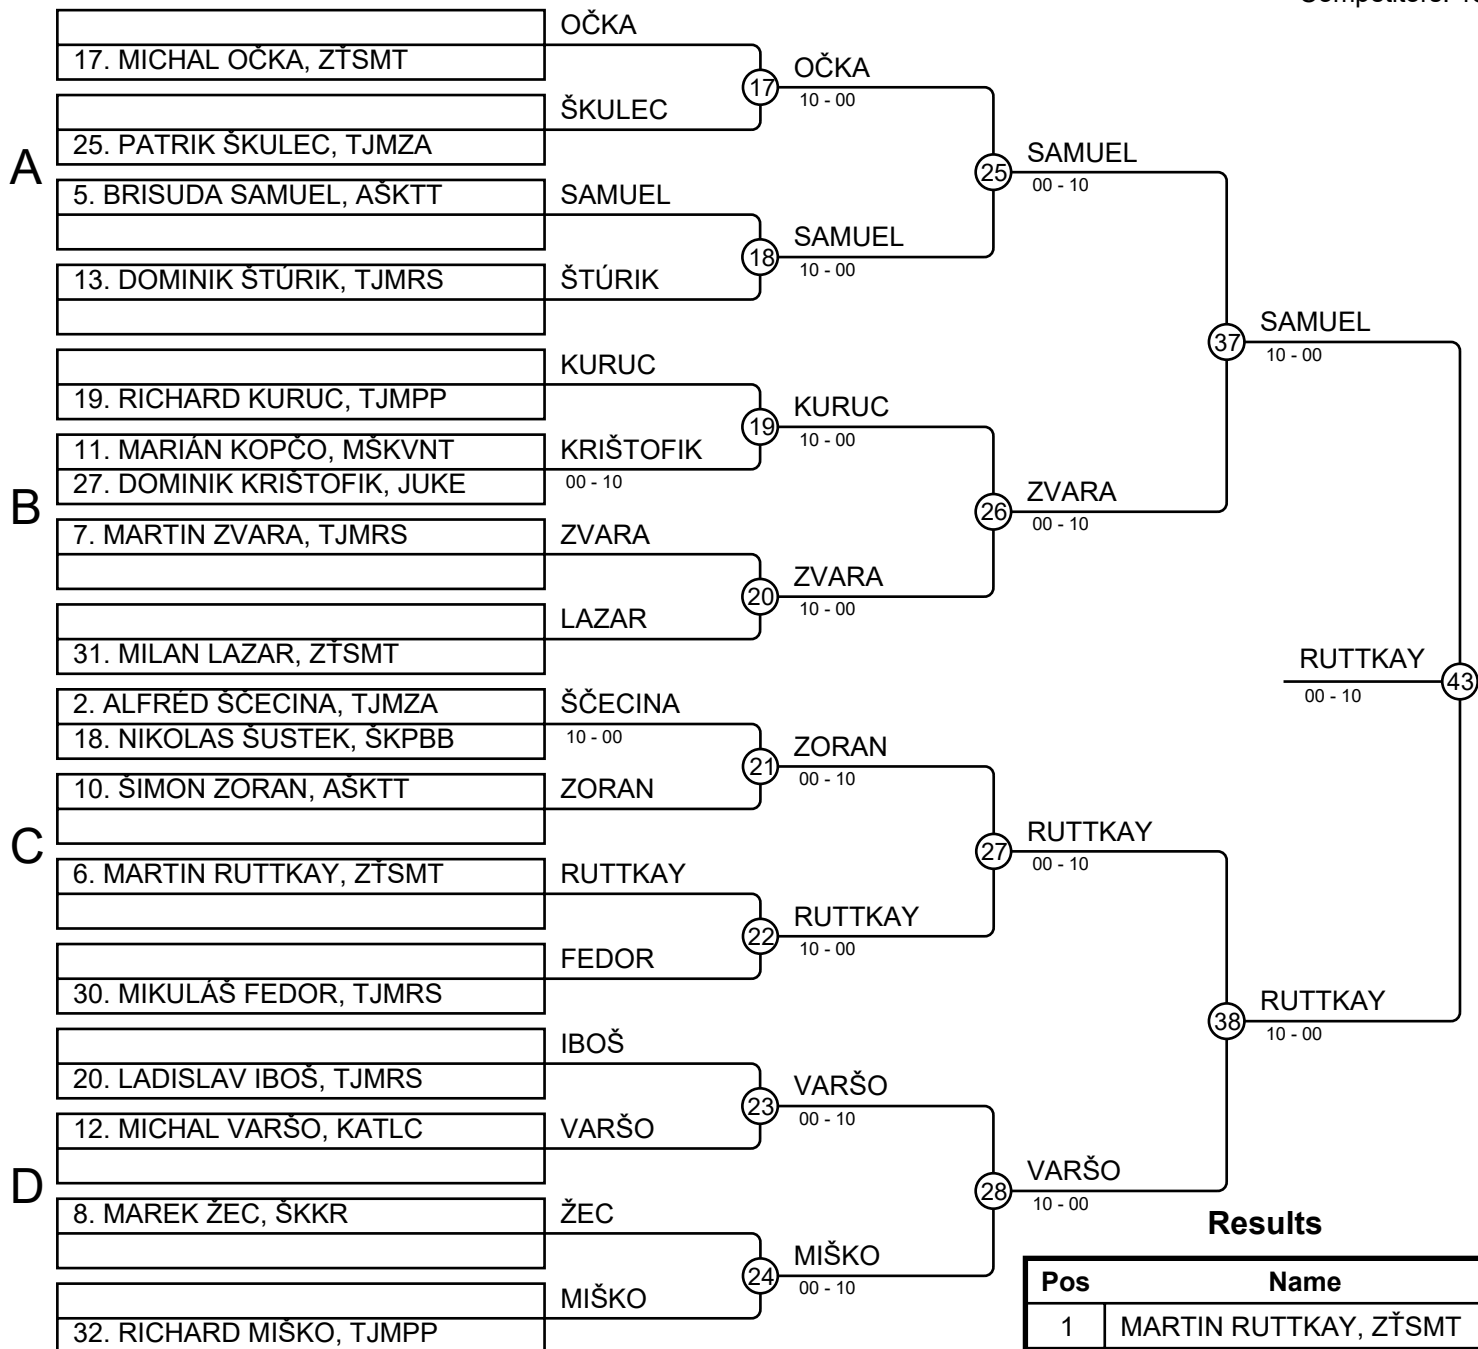 Competitors:
A
17. MICHAL OČKA, ZŤSMT
25. PATRIK ŠKULEC, TJMZA
5. BRISUDA SAMUEL, AŠKTT
13. DOMINIK ŠTÚRIK, TJMRS
B
19. RICHARD KURUC, TJMPP
11. MARIÁN KOPČO, MŠKVNT
27. DOMINIK KRIŠTOFIK, JUKE
7. MARTIN ZVARA, TJMRS
31. MILAN LAZAR, ZŤSMT
C
2. ALFRÉD ŠČECINA, TJMZA
18. NIKOLAS ŠUSTEK, ŠKPBB
10. ŠIMON ZORAN, AŠKTT
6. MARTIN RUTTKAY, ZŤSMT
30. MIKULÁŠ FEDOR, TJMRS
D
20. LADISLAV IBOŠ, TJMRS
12. MICHAL VARŠO, KATLC
8. MAREK ŽEC, ŠKKR
32. RICHARD MIŠKO, TJMPP
OČKA
ŠKULEC
SAMUEL
ŠTÚRIK
KURUC
KRIŠTOFIK
00 - 10
ZVARA
LAZAR
ŠČECINA
10 - 00
ZORAN
RUTTKAY
FEDOR
IBOŠ
VARŠO
ŽEC
MIŠKO
17
OČKA
10 - 00
18
SAMUEL
10 - 00
19
KURUC
10 - 00
20
ZVARA
10 - 00
21
ZORAN
00 - 10
22
RUTTKAY
10 - 00
23
VARŠO
00 - 10
24
MIŠKO
00 - 10
25
SAMUEL
00 - 10
26
ZVARA
00 - 10
27
RUTTKAY
00 - 10
28
VARŠO
10 - 00
37
SAMUEL
10 - 00
38
RUTTKAY
10 - 00
RUTTKAY
00 - 10
43
Results
Pos Name
1 MARTIN RUTTKAY, ZŤSMT